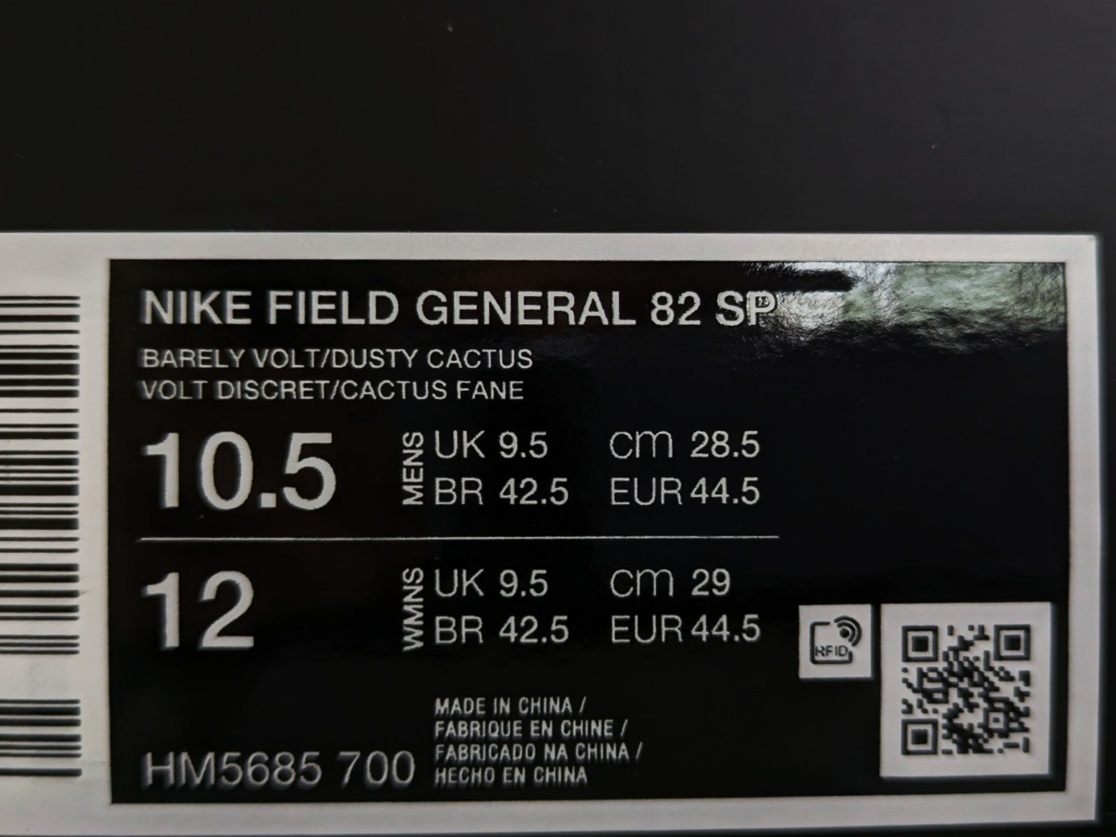 NIKE FIELD GENERAL 82 SP
BARELY VOLT/DUSTY CACTUS
VOLT DISCRET/CACTUS FANE
10.5 MENS UK 9.5 cm 28.5
BR 42.5 EUR 44.5
12 WMNS UK 9.5 cm 29
BR 42.5 EUR 44.5
RFID
MADE IN CHINA /
FABRIQUE EN CHINE /
FABRICADO NA CHINA /
HECHO EN CHINA
HM5685 700